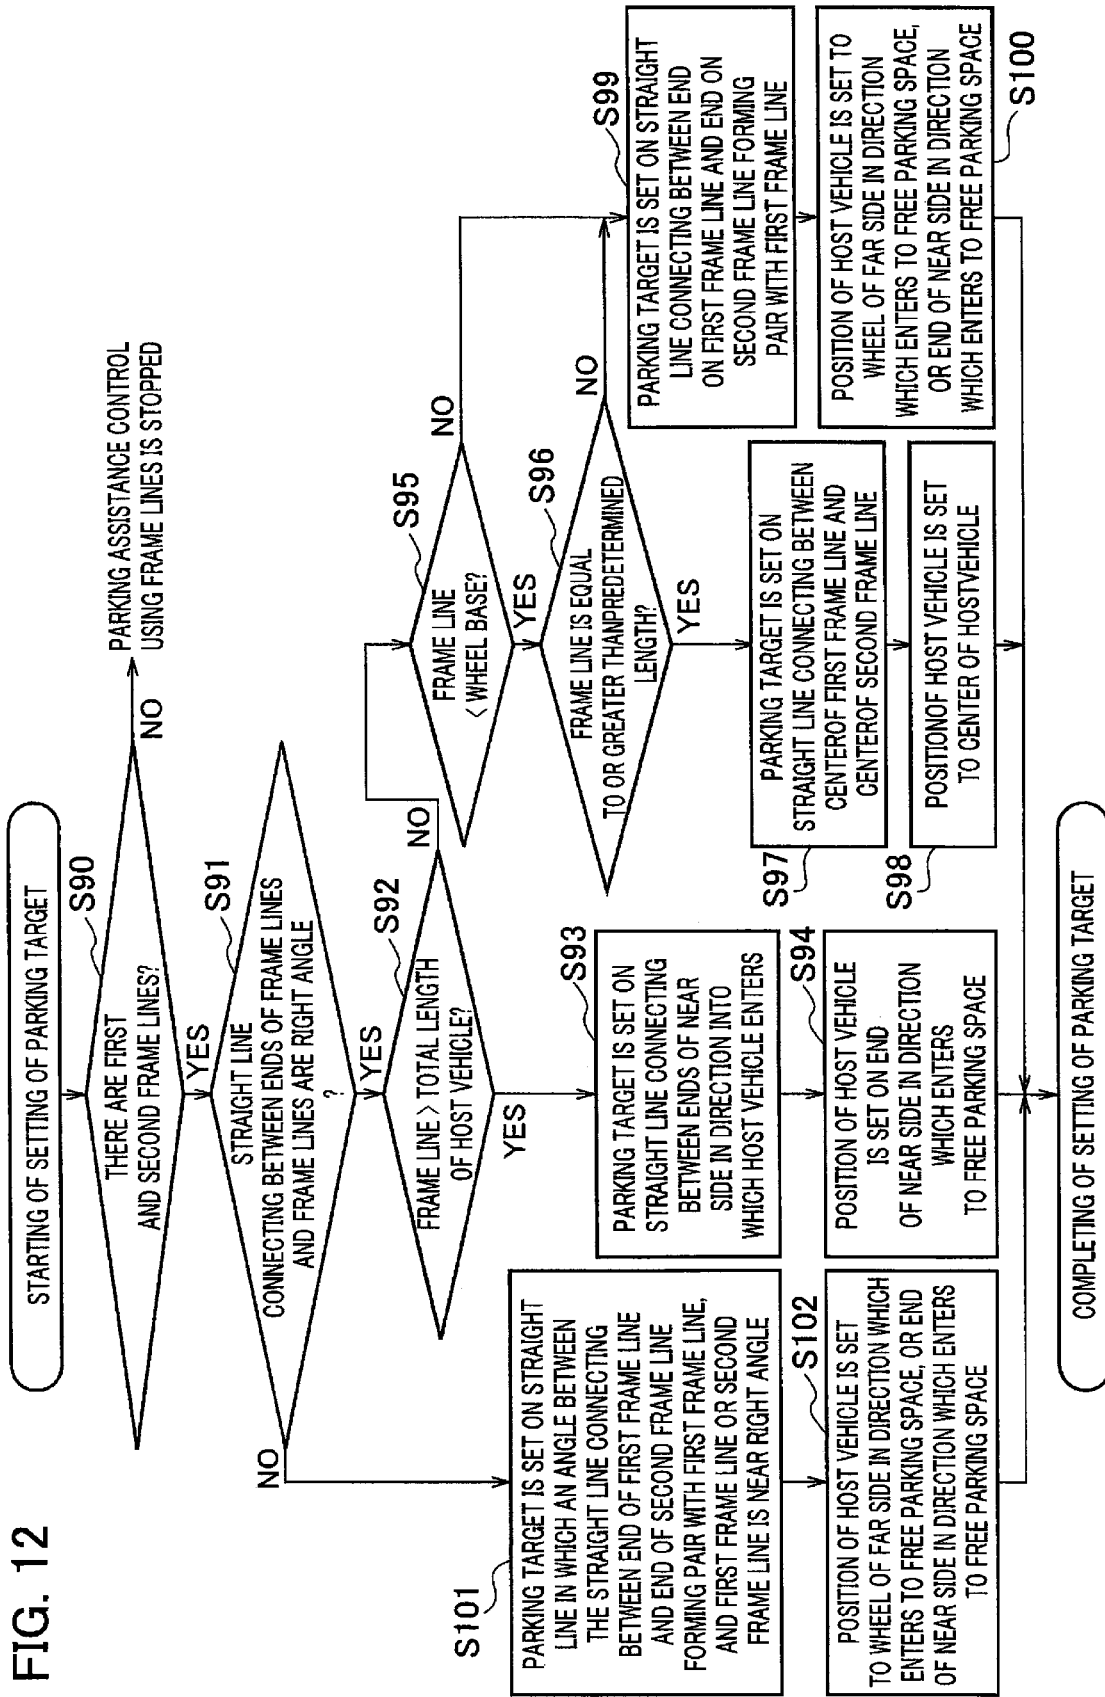 FIG. 12
STARTING OF SETTING OF PARKING TARGET
S90
THERE ARE FIRST
AND SECOND FRAME LINES?
NO
PARKING ASSISTANCE CONTROL
USING FRAME LINES IS STOPPED
YES
S91
STRAIGHT LINE
CONNECTING BETWEEN ENDS OF FRAME LINES
AND FRAME LINES ARE RIGHT ANGLE
?
NO
YES
S92
FRAME LINE > TOTAL LENGTH
OF HOST VEHICLE?
NO
YES
S95
FRAME LINE
< WHEEL BASE?
NO
YES
S96
FRAME LINE IS EQUAL
TO OR GREATER THANPREDETERMINED
LENGTH?
NO
YES
S101
PARKING TARGET IS SET ON STRAIGHT
LINE IN WHICH AN ANGLE BETWEEN
THE STRAIGHT LINE CONNECTING
BETWEEN END OF FIRST FRAME LINE
AND END OF SECOND FRAME LINE
FORMING PAIR WITH FIRST FRAME LINE,
AND FIRST FRAME LINE OR SECOND
FRAME LINE IS NEAR RIGHT ANGLE
S102
POSITION OF HOST VEHICLE IS SET
TO WHEEL OF FAR SIDE IN DIRECTION WHICH
ENTERS TO FREE PARKING SPACE, OR END
OF NEAR SIDE IN DIRECTION WHICH ENTERS
TO FREE PARKING SPACE
S93
PARKING TARGET IS SET ON
STRAIGHT LINE CONNECTING
BETWEEN ENDS OF NEAR
SIDE IN DIRECTION INTO
WHICH HOST VEHICLE ENTERS
S94
POSITION OF HOST VEHICLE
IS SET ON END
OF NEAR SIDE IN DIRECTION
WHICH ENTERS
TO FREE PARKING SPACE
S97
PARKING TARGET IS SET ON
STRAIGHT LINE CONNECTING BETWEEN
CENTEROF FIRST FRAME LINE AND
CENTEROF SECOND FRAME LINE
S98
POSITIONOF HOST VEHICLE IS SET
TO CENTER OF HOSTVEHICLE
S99
PARKING TARGET IS SET ON STRAIGHT
LINE CONNECTING BETWEEN END
ON FIRST FRAME LINE AND END ON
SECOND FRAME LINE FORMING
PAIR WITH FIRST FRAME LINE
S100
POSITION OF HOST VEHICLE IS SET TO
WHEEL OF FAR SIDE IN DIRECTION
WHICH ENTERS TO FREE PARKING SPACE,
OR END OF NEAR SIDE IN DIRECTION
WHICH ENTERS TO FREE PARKING SPACE
COMPLETING OF SETTING OF PARKING TARGET